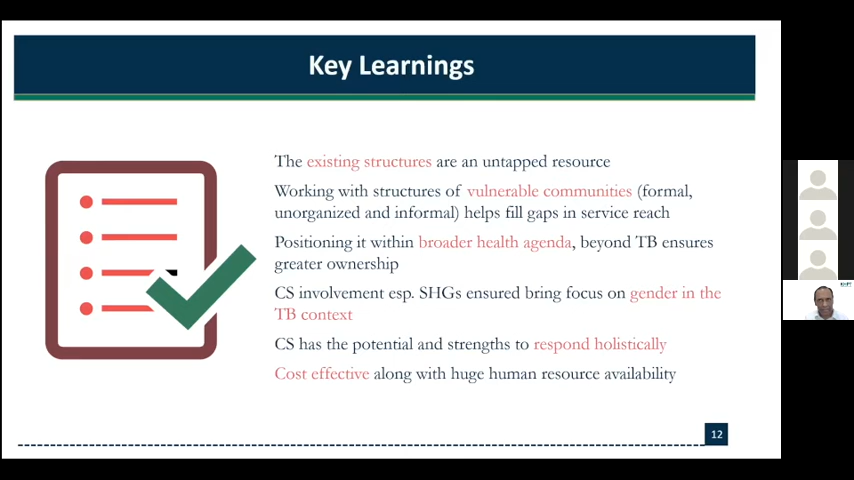 Key Learnings
The existing structures are an untapped resource
Working with structures of vulnerable communities (formal,
unorganized and informal) helps fill gaps in service reach
Positioning it within broader health agenda, beyond TB ensures
greater ownership
CS involvement esp. SHGs ensured bring focus on gender in the
TB context
CS has the potential and strengths to respond holistically
Cost effective along with huge human resource availability
12